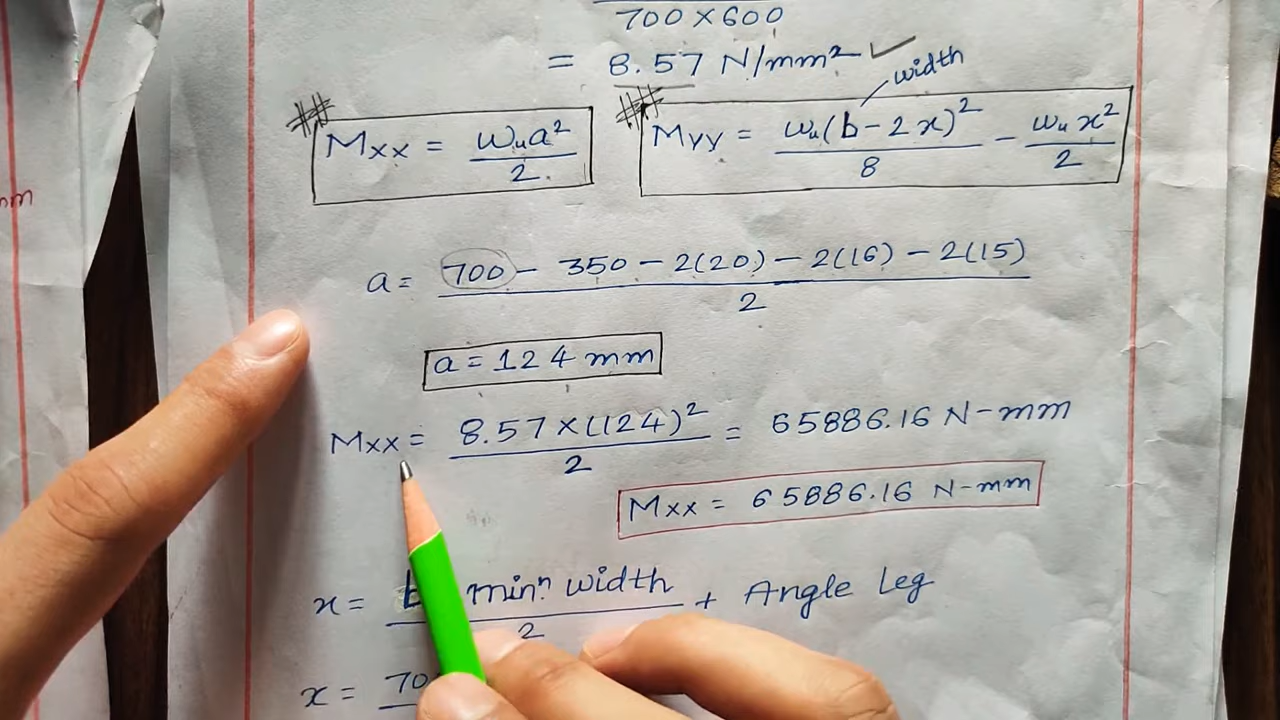 700 × 600
= 8.57 N/mm² ✓
width
## Mxx = wᵤa²/2. ## Myy = wᵤ(b-2x)²/8 - wᵤx²/2
a = 700 - 350 - 2(20) - 2(16) - 2(15)/2
a = 124 mm
Mxx = 8.57×(124)²/2 = 65886.16 N-mm
Mxx = 65886.16 N-mm
x = minⁿ width/2 + Angle Leg
x = 70